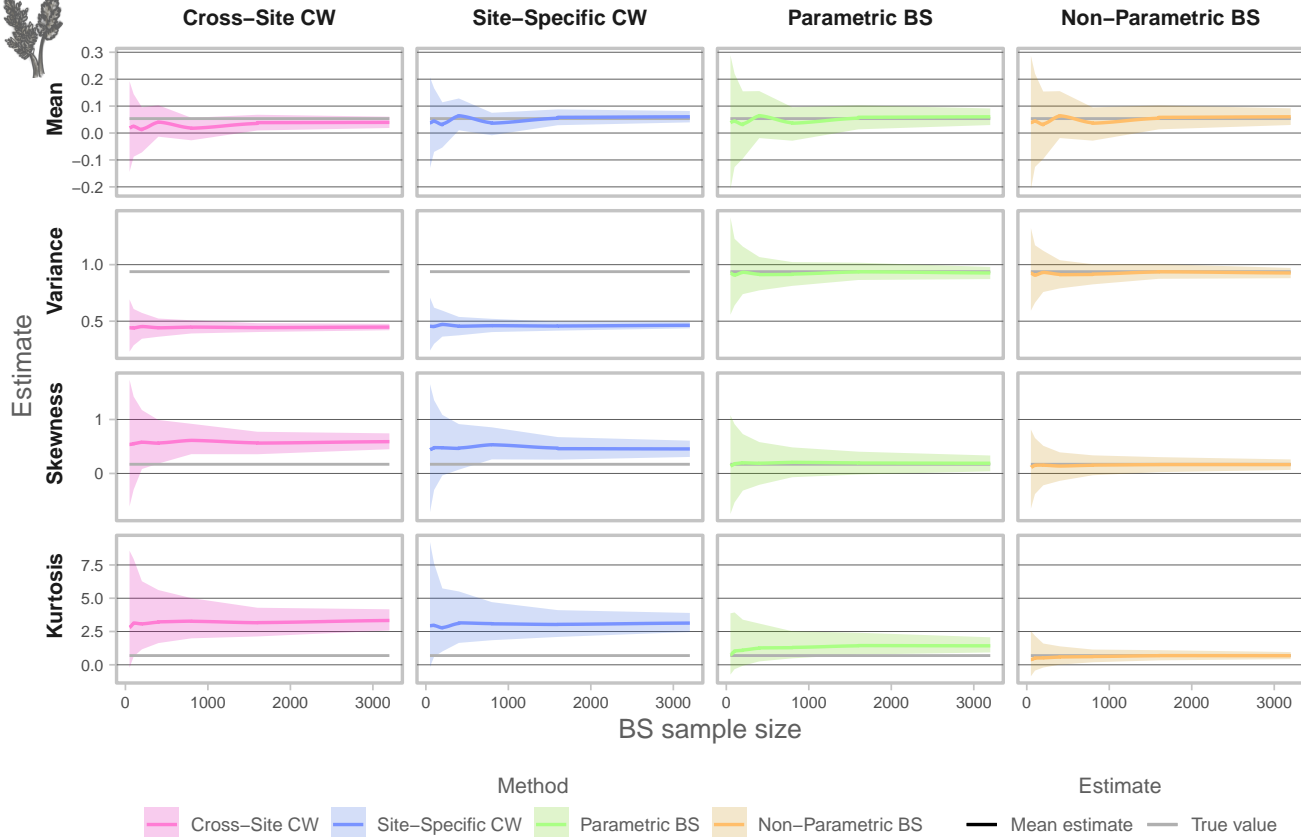 Cross−Site CW Site−Specific CW Parametric BS Non−Parametric BS
Mean
0.3
0.2
0.1
0.0
−0.1
−0.2
Variance
1.0
0.5
Estimate
Skewness
1
0
Kurtosis
7.5
5.0
2.5
0.0
0 1000 2000 3000 0 1000 2000 3000 0 1000 2000 3000 0 1000 2000 3000
BS sample size
Method Estimate
Cross−Site CW Site−Specific CW Parametric BS Non−Parametric BS Mean estimate True value